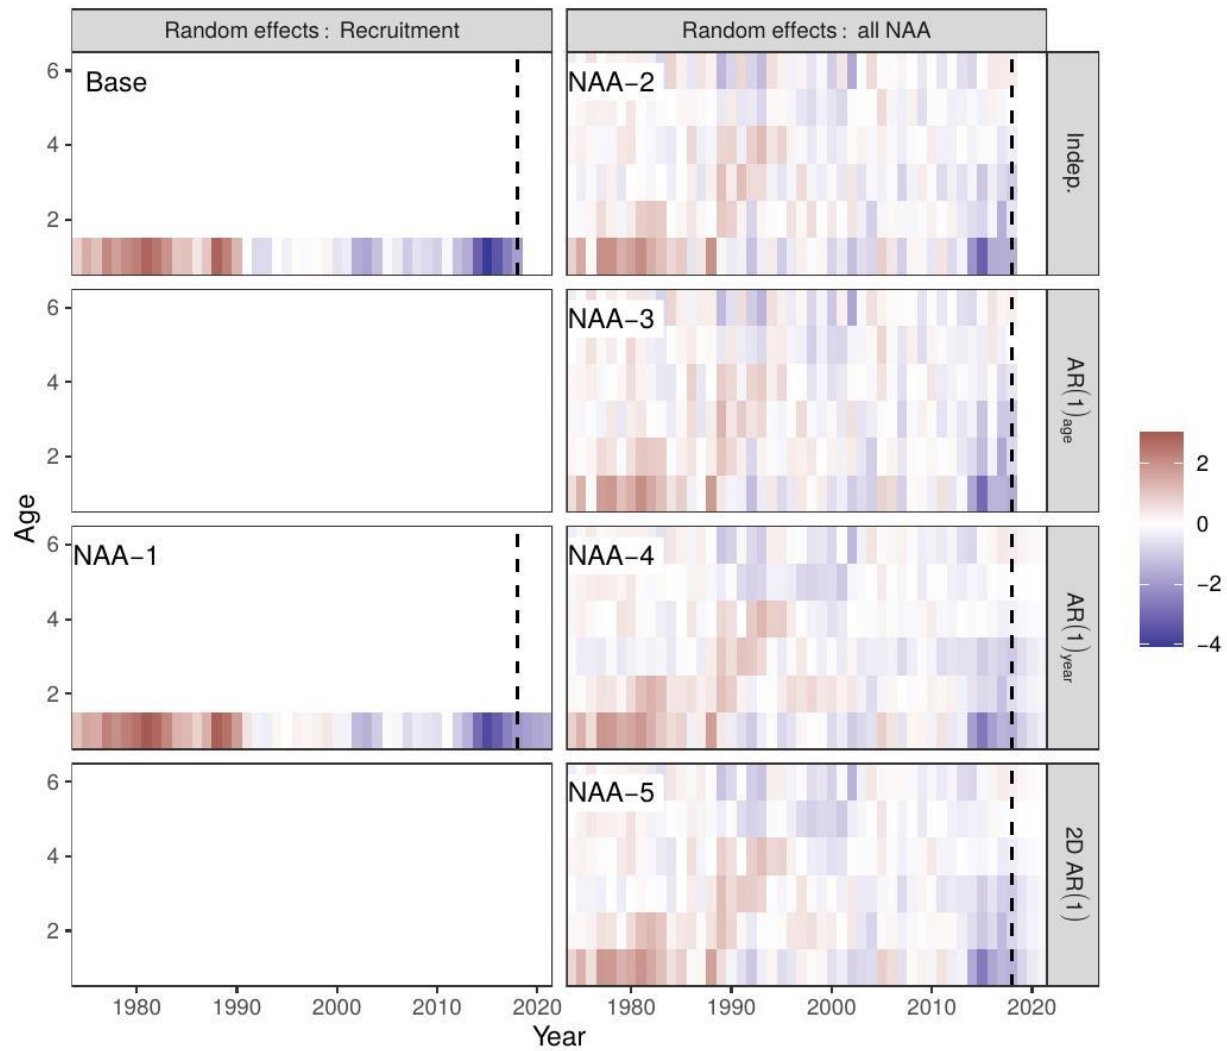 Random effects : Recruitment
Random effects : all NAA
Base
NAA−2
Indep.
6
4
2
NAA−3
AR(1)age
6
4
2
NAA−1
NAA−4
AR(1)year
6
4
2
NAA−5
2D AR(1)
6
4
2
Age
1980 1990 2000 2010 2020
1980 1990 2000 2010 2020
Year
2
0
−2
−4